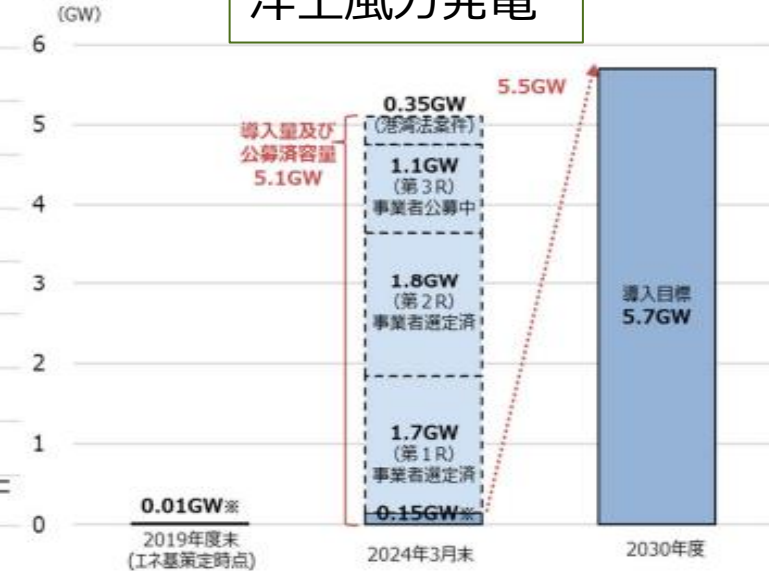 洋上風力発電
(GW)
6
5
4
3
2
1
0
0.01GW※
2019年度末
(エネ基策定時点)
導入量及び
公募済容量
5.1GW
0.35GW
(港湾法案件)
1.1GW
(第3R)
事業者公募中
1.8GW
(第2R)
事業者選定済
1.7GW
(第1R)
事業者選定済
0.15GW※
2024年3月末
5.5GW
導入目標
5.7GW
2030年度